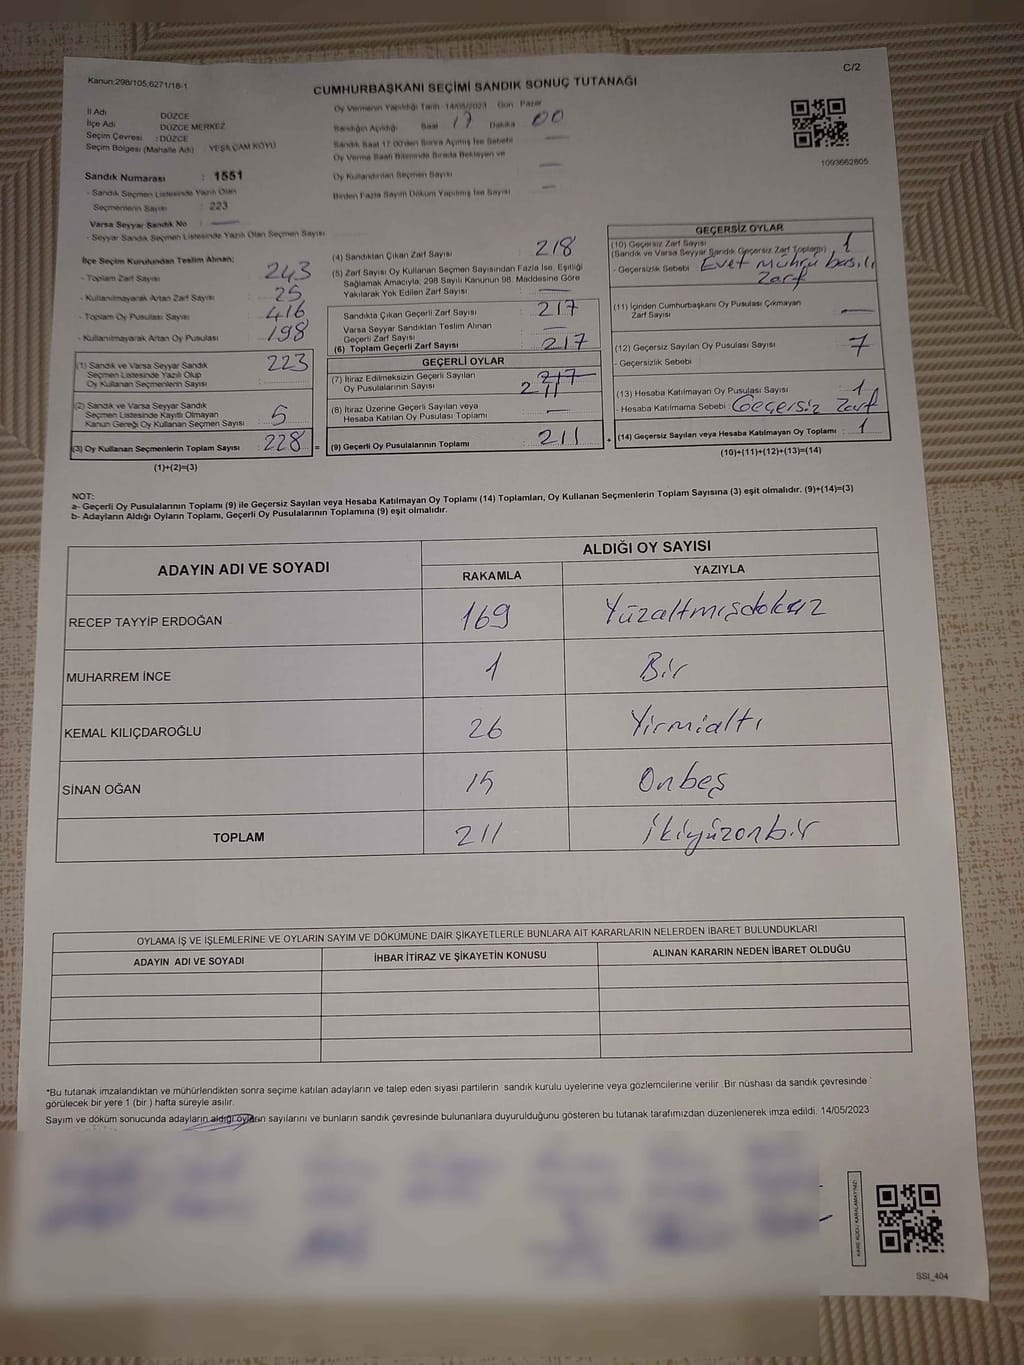 Kanun;298/105;6271/18-1
C/2
CUMHURBAŞKANI SEÇİMİ SANDIK SONUÇ TUTANAĞI
İl Adı : DÜZCE
İlçe Adı : DÜZCE MERKEZ
Seçim Çevresi : DÜZCE
Seçim Bölgesi (Mahalle Adı) : YEŞİLÇAM KÖYÜ
Oy Vermenin Yapıldığı Tarih :14/05/2023 Gün : Pazar
Sandığın Açıldığı Saat 17 Dakika 00
Sandık Saat 17:00'den Sonra Açılmış İse Sebebi —
Oy Verme Saati Bitiminde Sırada Bekleyen ve
Oy Kullandırılan Seçmen Sayısı —
Birden Fazla Sayım Döküm Yapılmış İse Sayısı —
1093662805
Sandık Numarası : 1551
- Sandık Seçmen Listesinde Yazılı Olan
Seçmenlerin Sayısı : 223
Varsa Seyyar Sandık No : —
- Seyyar Sandık Seçmen Listesinde Yazılı Olan Seçmen Sayısı
İlçe Seçim Kurulundan Teslim Alınan;
- Toplam Zarf Sayısı : 243
- Kullanılmayarak Artan Zarf Sayısı : 25
- Toplam Oy Pusulası Sayısı : 416
- Kullanılmayarak Artan Oy Pusulası : 198
(1) Sandık ve Varsa Seyyar Sandık
Seçmen Listesinde Yazılı Olup
Oy Kullanan Seçmenlerin Sayısı : 223
(2) Sandık ve Varsa Seyyar Sandık
Seçmen Listesinde Kayıtlı Olmayan
Kanun Gereği Oy Kullanan Seçmen Sayısı : 5
(3) Oy Kullanan Seçmenlerin Toplam Sayısı : 228 =
(1)+(2)=(3)
(4) Sandıktan Çıkan Zarf Sayısı : 218
(5) Zarf Sayısı Oy Kullanan Seçmen Sayısından Fazla İse, Eşitliği
Sağlamak Amacıyla; 298 Sayılı Kanunun 98. Maddesine Göre
Yakılarak Yok Edilen Zarf Sayısı : —
Sandıkta Çıkan Geçerli Zarf Sayısı : 217
Varsa Seyyar Sandıktan Teslim Alınan
Geçerli Zarf Sayısı : —
(6) Toplam Geçerli Zarf Sayısı : 217
GEÇERLİ OYLAR
(7) İtiraz Edilmeksizin Geçerli Sayılan
Oy Pusulalarının Sayısı : 217 211
(8) İtiraz Üzerine Geçerli Sayılan veya
Hesaba Katılan Oy Pusulası Toplamı : —
(9) Geçerli Oy Pusulalarının Toplamı : 211 +
GEÇERSİZ OYLAR
(10) Geçersiz Zarf Sayısı
(Sandık ve Varsa Seyyar Sandık Geçersiz Zarf Toplamı) : 1
- Geçersizlik Sebebi : Evet mührü basılı
zarf
(11) İçinden Cumhurbaşkanı Oy Pusulası Çıkmayan
Zarf Sayısı : —
(12) Geçersiz Sayılan Oy Pusulası Sayısı : 7
- Geçersizlik Sebebi :
(13) Hesaba Katılmayan Oy Pusulası Sayısı : 1
- Hesaba Katılmama Sebebi : Geçersiz Zarf
(14) Geçersiz Sayılan veya Hesaba Katılmayan Oy Toplamı : 1
(10)+(11)+(12)+(13)=(14)
NOT:
a- Geçerli Oy Pusulalarının Toplamı (9) ile Geçersiz Sayılan veya Hesaba Katılmayan Oy Toplamı (14) Toplamları, Oy Kullanan Seçmenlerin Toplam Sayısına (3) eşit olmalıdır. (9)+(14)=(3)
b- Adayların Aldığı Oyların Toplamı, Geçerli Oy Pusulalarının Toplamına (9) eşit olmalıdır.
ADAYIN ADI VE SOYADI
ALDIĞI OY SAYISI
RAKAMLA YAZIYLA
RECEP TAYYİP ERDOĞAN 169 Yüzaltmışdokuz
MUHARREM İNCE 1 Bir
KEMAL KILIÇDAROĞLU 26 Yirmialtı
SİNAN OĞAN 15 Onbeş
TOPLAM 211 ikiyüzonbir
OYLAMA İŞ VE İŞLEMLERİNE VE OYLARIN SAYIM VE DÖKÜMÜNE DAİR ŞİKAYETLERLE BUNLARA AİT KARARLARIN NELERDEN İBARET BULUNDUKLARI
ADAYIN ADI VE SOYADI İHBAR İTİRAZ VE ŞİKAYETİN KONUSU ALINAN KARARIN NEDEN İBARET OLDUĞU
*Bu tutanak imzalandıktan ve mühürlendikten sonra seçime katılan adayların ve talep eden siyasi partilerin sandık kurulu üyelerine veya gözlemcilerine verilir .Bir nüshası da sandık çevresinde
görülecek bir yere 1 (bir ) hafta süreyle asılır.
Sayım ve döküm sonucunda adayların aldığı oyların sayılarını ve bunların sandık çevresinde bulunanlara duyurulduğunu gösteren bu tutanak tarafımızdan düzenlenerek imza edildi. 14/05/2023
KARE KODU KARALAMAYINIZ!
SSI_404